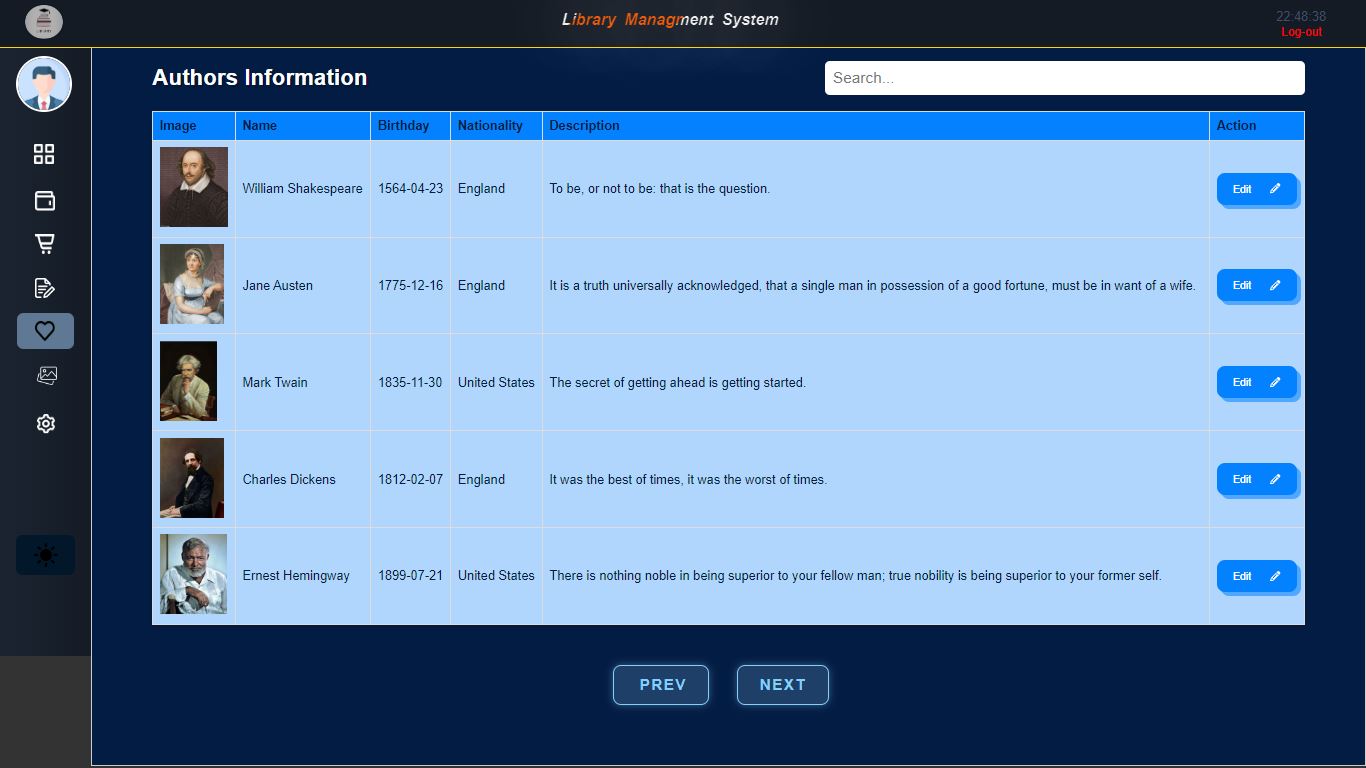 Library Managment System
22:48:38
Log-out
Authors Information
Search...
Image Name Birthday Nationality Description Action
William Shakespeare 1564-04-23 England To be, or not to be: that is the question. Edit
Jane Austen 1775-12-16 England It is a truth universally acknowledged, that a single man in possession of a good fortune, must be in want of a wife. Edit
Mark Twain 1835-11-30 United States The secret of getting ahead is getting started. Edit
Charles Dickens 1812-02-07 England It was the best of times, it was the worst of times. Edit
Ernest Hemingway 1899-07-21 United States There is nothing noble in being superior to your fellow man; true nobility is being superior to your former self. Edit
PREV NEXT